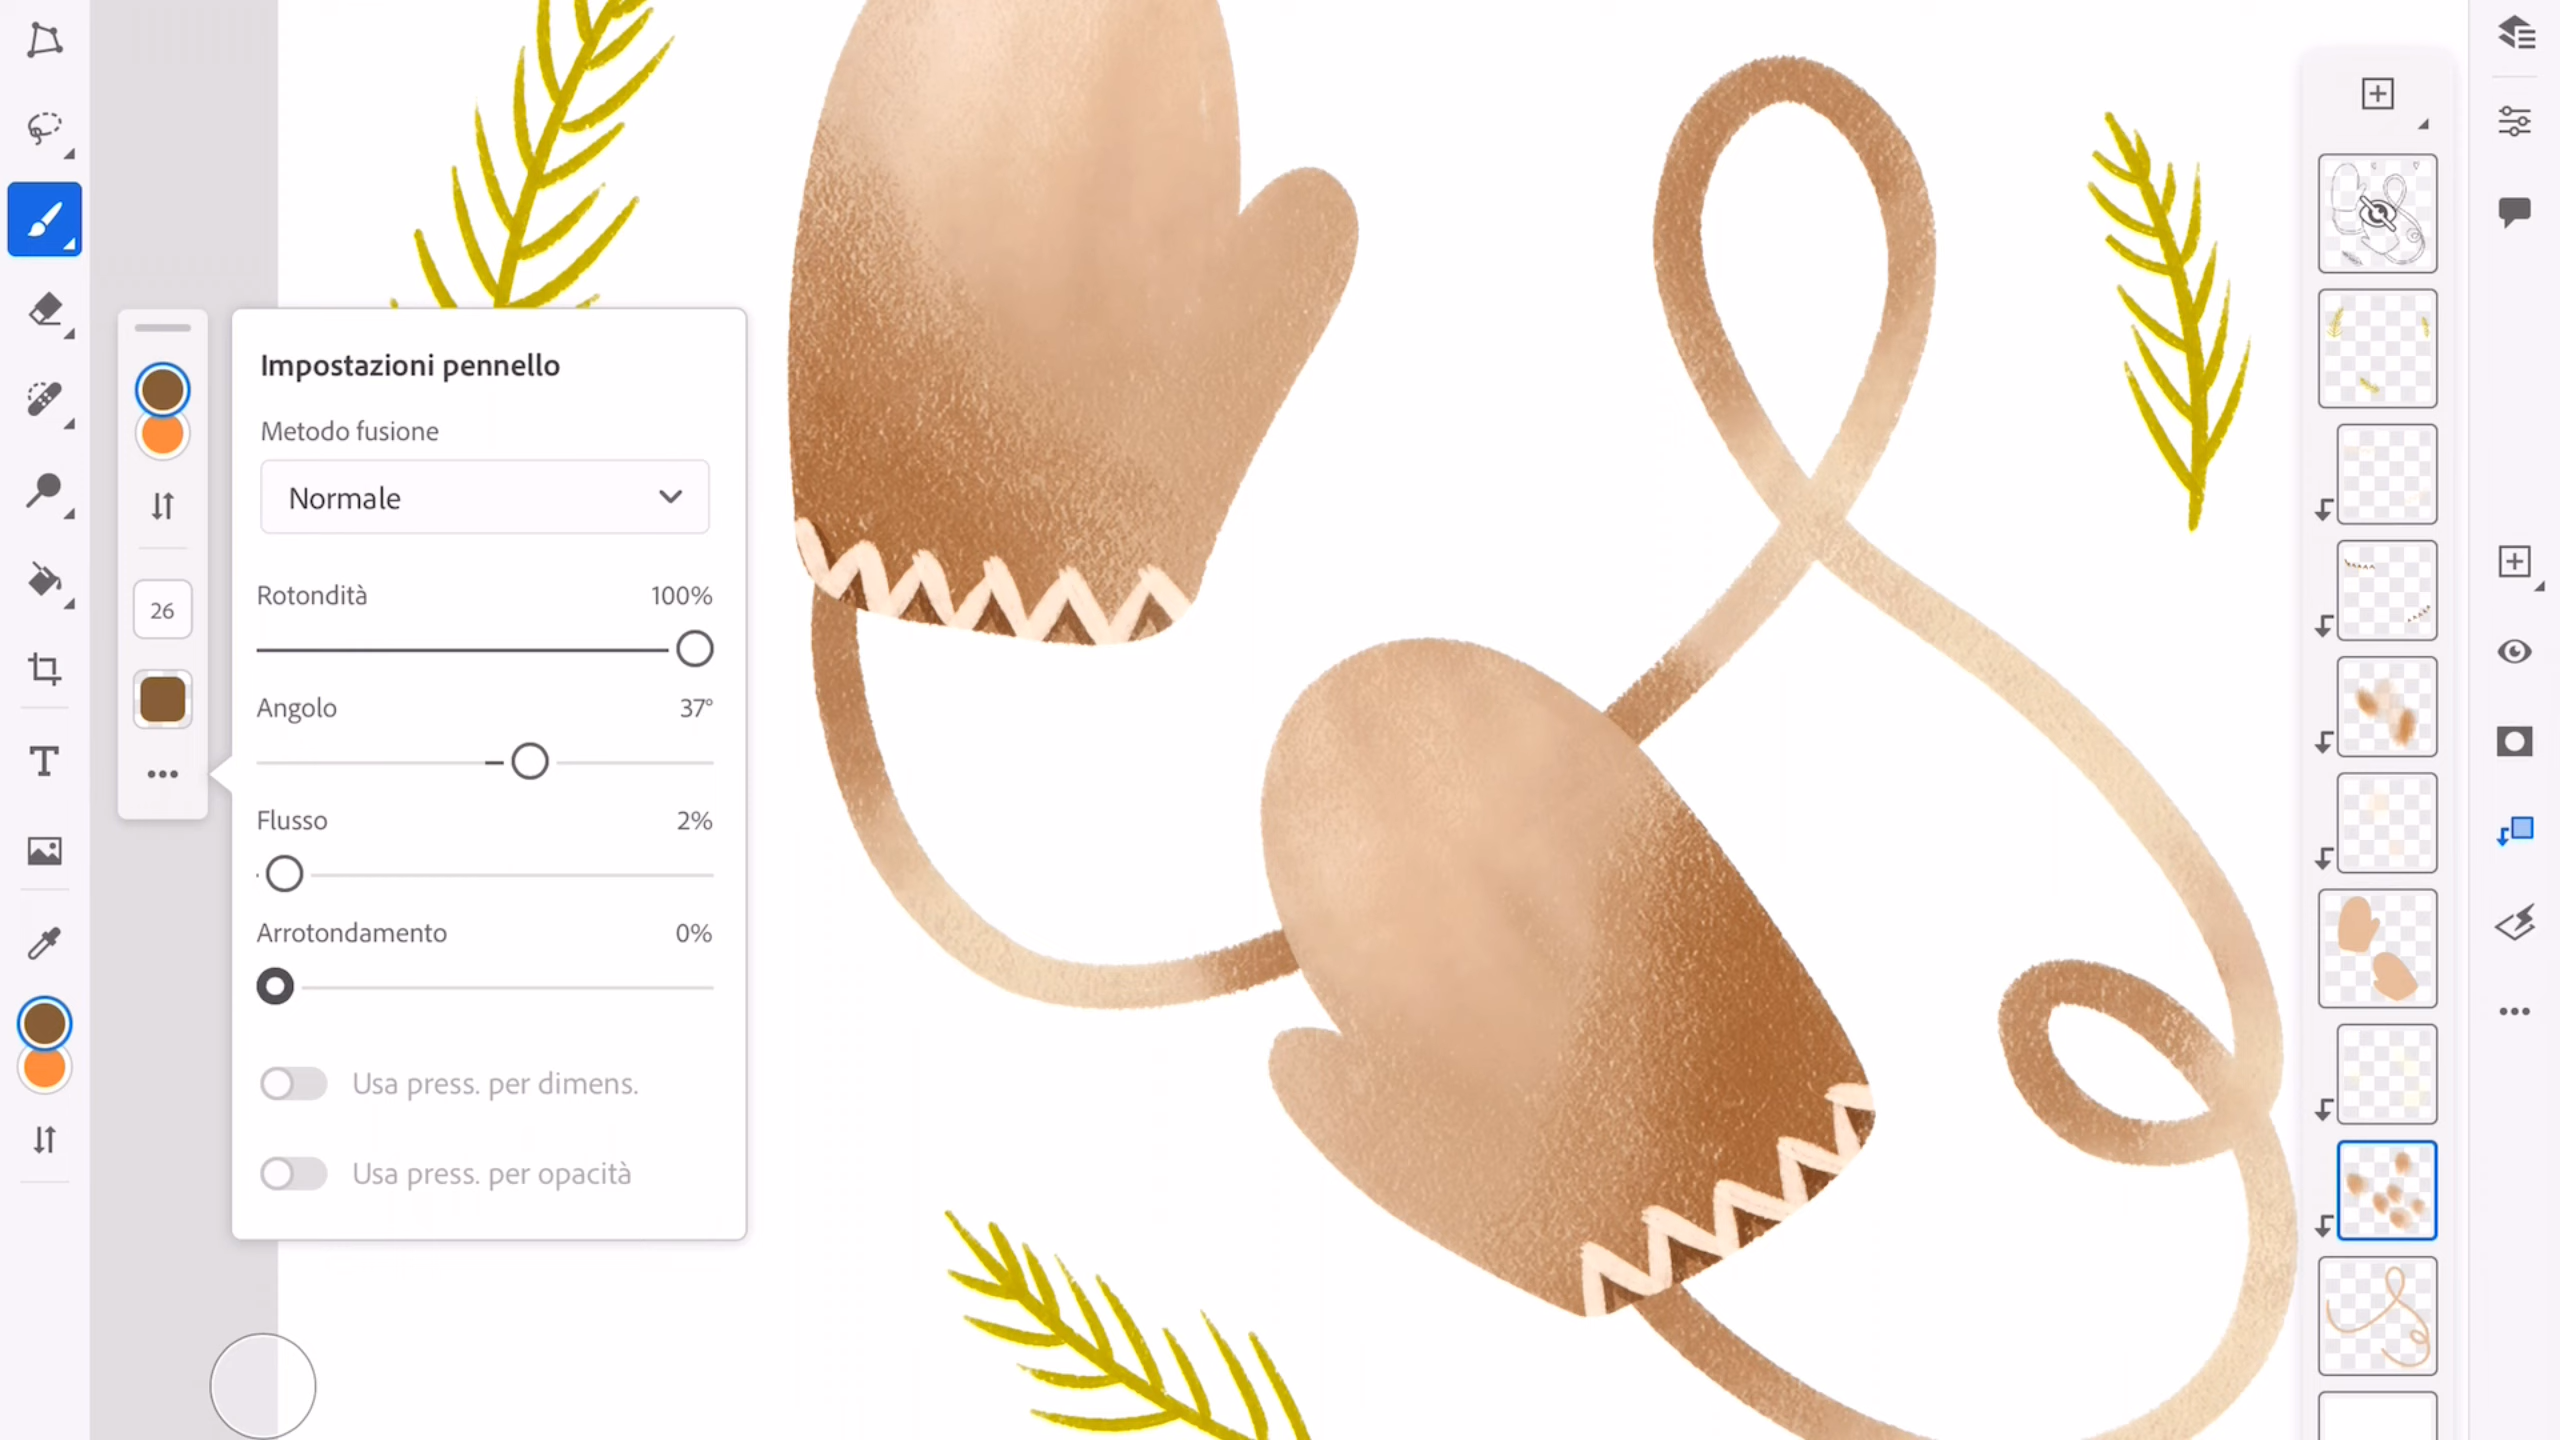 Impostazioni pennello
Metodo fusione
Normale
Rotondità 100%
26
Angolo 37°
Flusso 2%
Arrotondamento 0%
Usa press. per dimens.
Usa press. per opacità